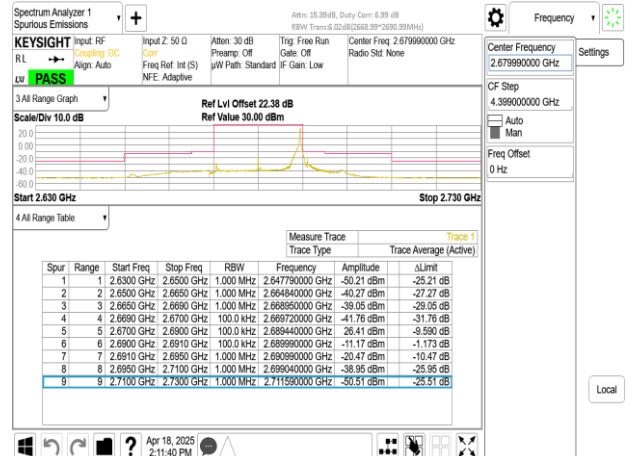 Spectrum Analyzer 1
Spurious Emissions
+
Attn: 15.39dB, Duty Corr: 6.99 dB
RBW Trans:6.02dB(2668.99~2690.99MHz)
Frequency
KEYSIGHT Input: RF Input Z: 50 Ω Atten: 30 dB Trig: Free Run Center Freq: 2.679990000 GHz
R L Coupling: DC Corr Preamp: Off Gate: Off Radio Std: None
Align: Auto Freq Ref: Int (S) µW Path: Standard IF Gain: Low
LXI PASS NFE: Adaptive
Center Frequency
2.679990000 GHz
Settings
CF Step
4.399000000 GHz
Auto
Man
Freq Offset
0 Hz
3 All Range Graph
Ref Lvl Offset 22.38 dB
Scale/Div 10.0 dB Ref Value 30.00 dBm
20.0
0.00
-20.0
-40.0
-60.0
Start 2.630 GHz Stop 2.730 GHz
4 All Range Table
Measure Trace Trace 1
Trace Type Trace Average (Active)
Spur Range Start Freq Stop Freq RBW Frequency Amplitude ΔLimit
1 1 2.6300 GHz 2.6500 GHz 1.000 MHz 2.647790000 GHz -50.21 dBm -25.21 dB
2 2 2.6500 GHz 2.6650 GHz 1.000 MHz 2.664840000 GHz -40.27 dBm -27.27 dB
3 3 2.6650 GHz 2.6690 GHz 1.000 MHz 2.668950000 GHz -39.05 dBm -29.05 dB
4 4 2.6690 GHz 2.6700 GHz 100.0 kHz 2.669720000 GHz -41.76 dBm -31.76 dB
5 5 2.6700 GHz 2.6900 GHz 100.0 kHz 2.689440000 GHz 26.41 dBm -9.590 dB
6 6 2.6900 GHz 2.6910 GHz 100.0 kHz 2.689990000 GHz -11.17 dBm -1.173 dB
7 7 2.6910 GHz 2.6950 GHz 1.000 MHz 2.690990000 GHz -20.47 dBm -10.47 dB
8 8 2.6950 GHz 2.7100 GHz 1.000 MHz 2.699040000 GHz -38.95 dBm -25.95 dB
9 9 2.7100 GHz 2.7300 GHz 1.000 MHz 2.711590000 GHz -50.51 dBm -25.51 dB
Local
?
Apr 18, 2025
2:11:40 PM